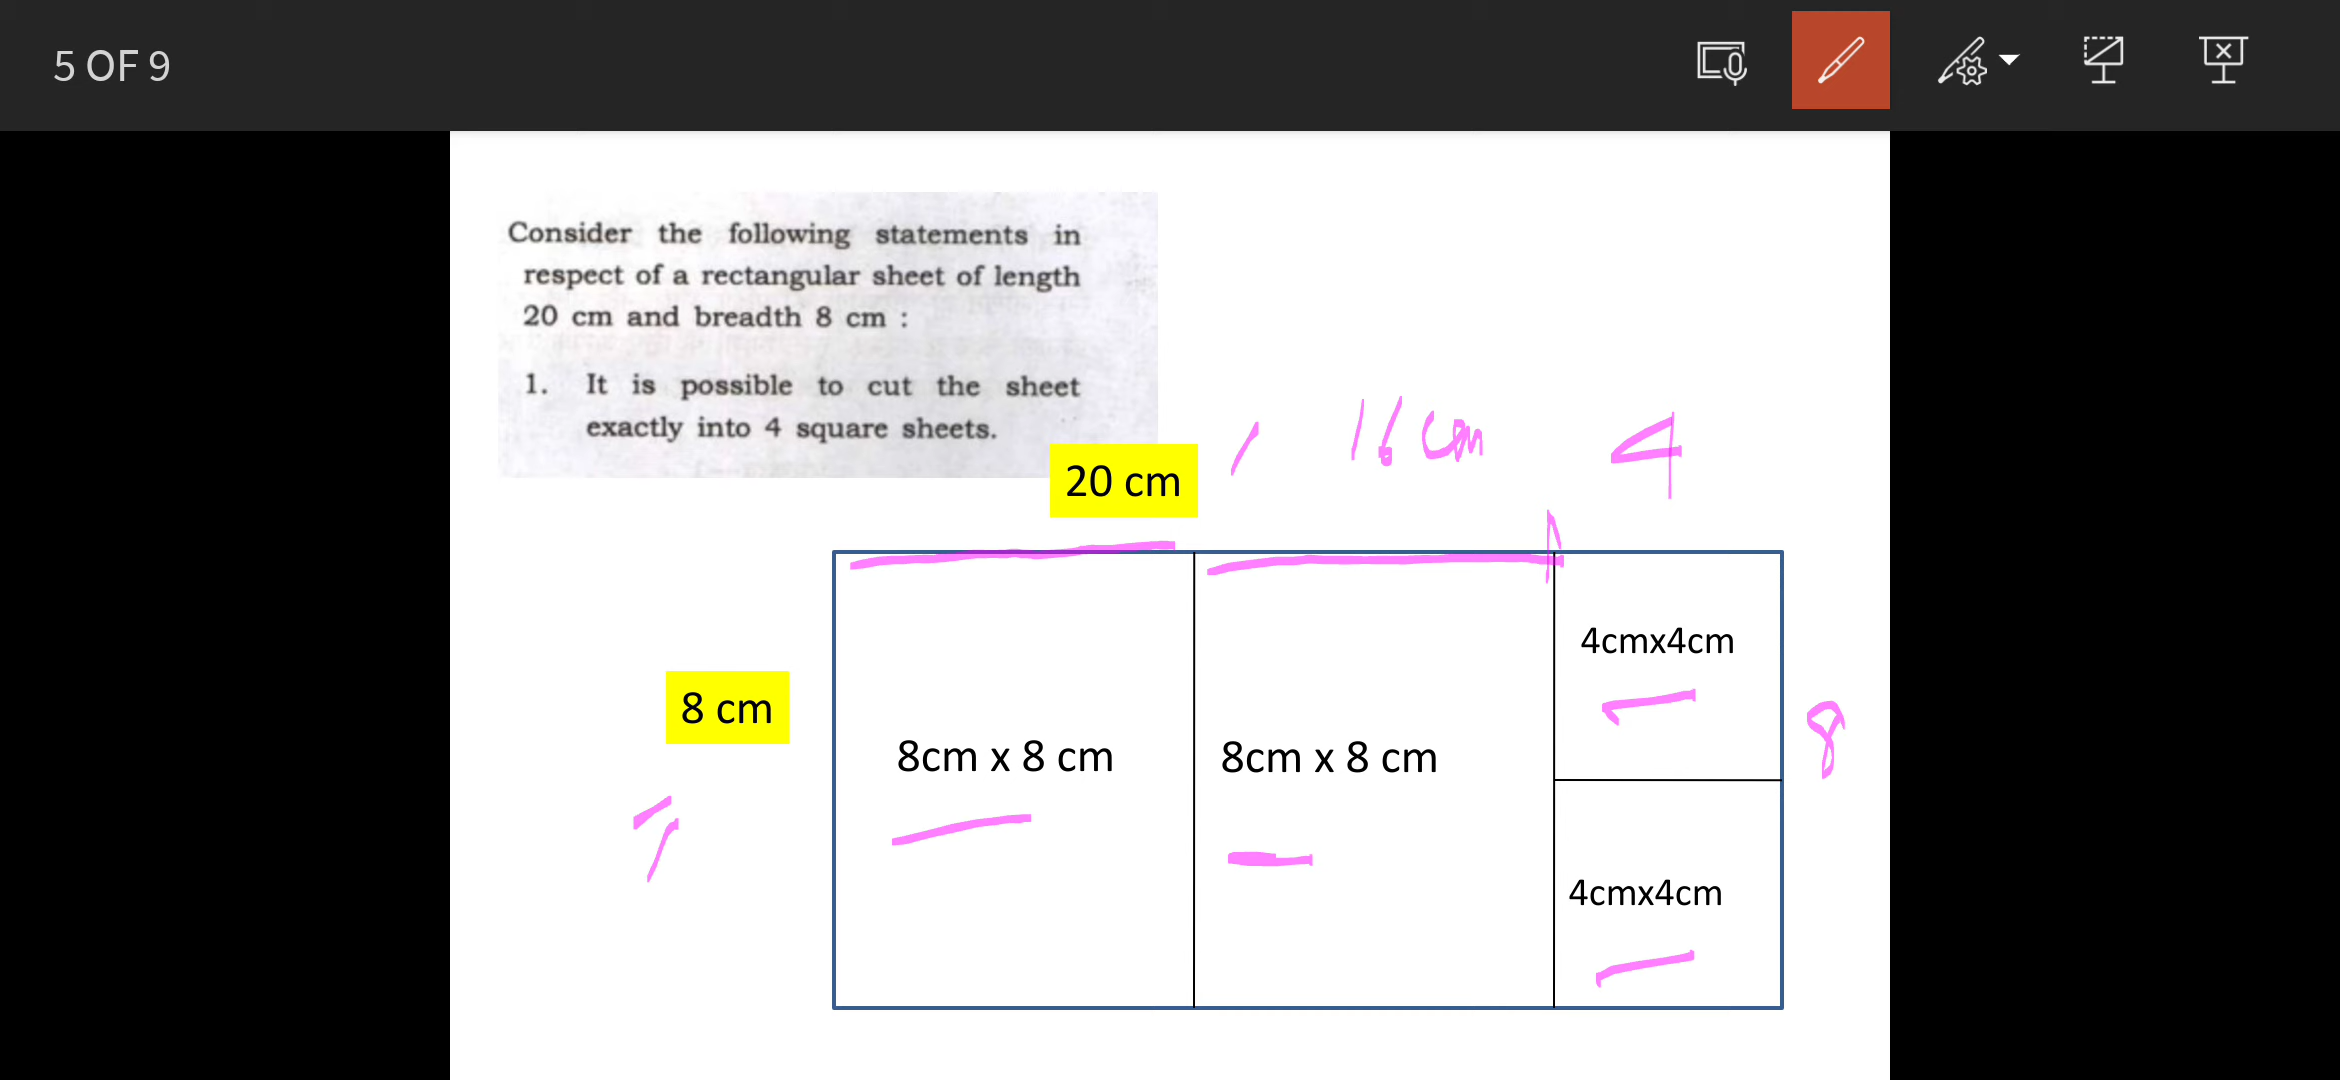 5 OF 9
Consider the following statements in
respect of a rectangular sheet of length
20 cm and breadth 8 cm :
1. It is possible to cut the sheet
exactly into 4 square sheets.
20 cm
16 cm
4
8 cm
8cm x 8 cm
8cm x 8 cm
4cmx4cm
8
4cmx4cm